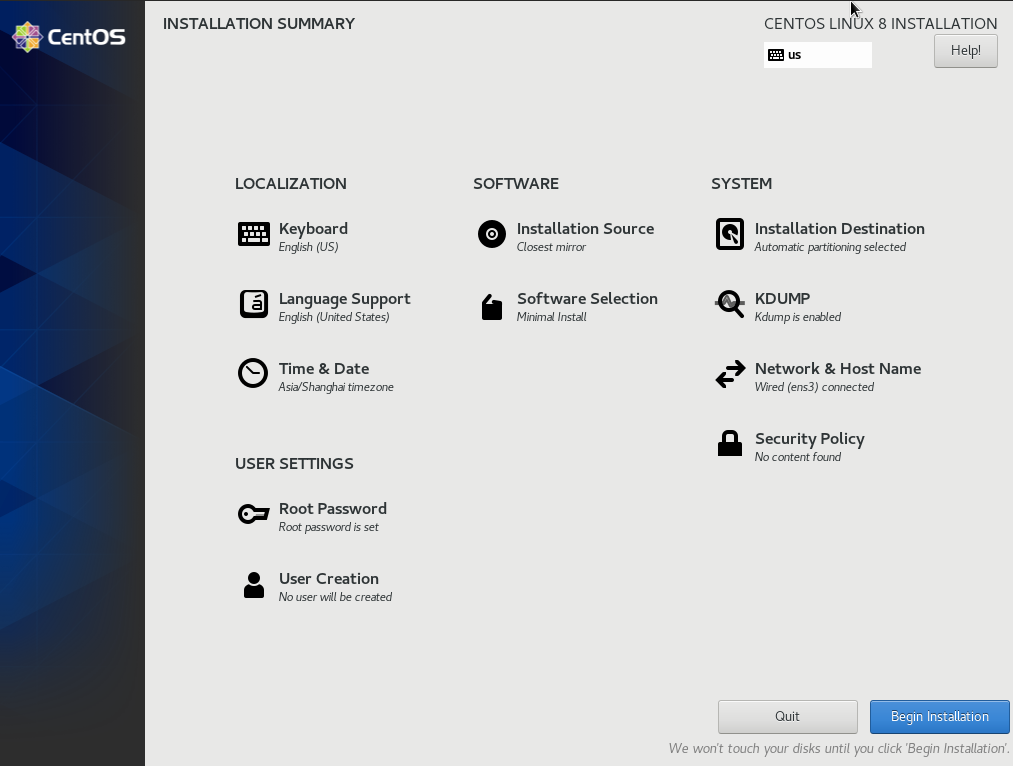 CentOS
INSTALLATION SUMMARY
CENTOS LINUX 8 INSTALLATION
us
Help!
LOCALIZATION
Keyboard
English (US)
Language Support
English (United States)
Time & Date
Asia/Shanghai timezone
SOFTWARE
Installation Source
Closest mirror
Software Selection
Minimal Install
SYSTEM
Installation Destination
Automatic partitioning selected
KDUMP
Kdump is enabled
Network & Host Name
Wired (ens3) connected
Security Policy
No content found
USER SETTINGS
Root Password
Root password is set
User Creation
No user will be created
Quit
Begin Installation
We won't touch your disks until you click 'Begin Installation'.